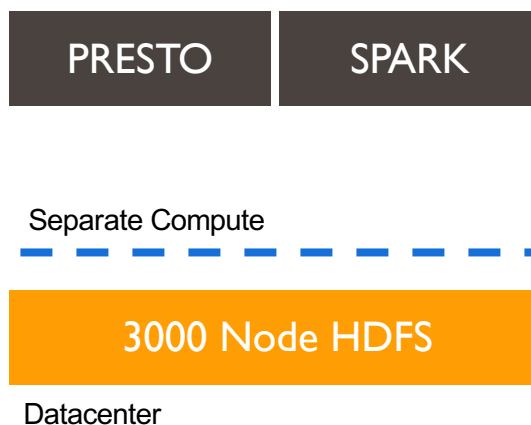 PRESTO SPARK
Separate Compute
3000 Node HDFS
Datacenter